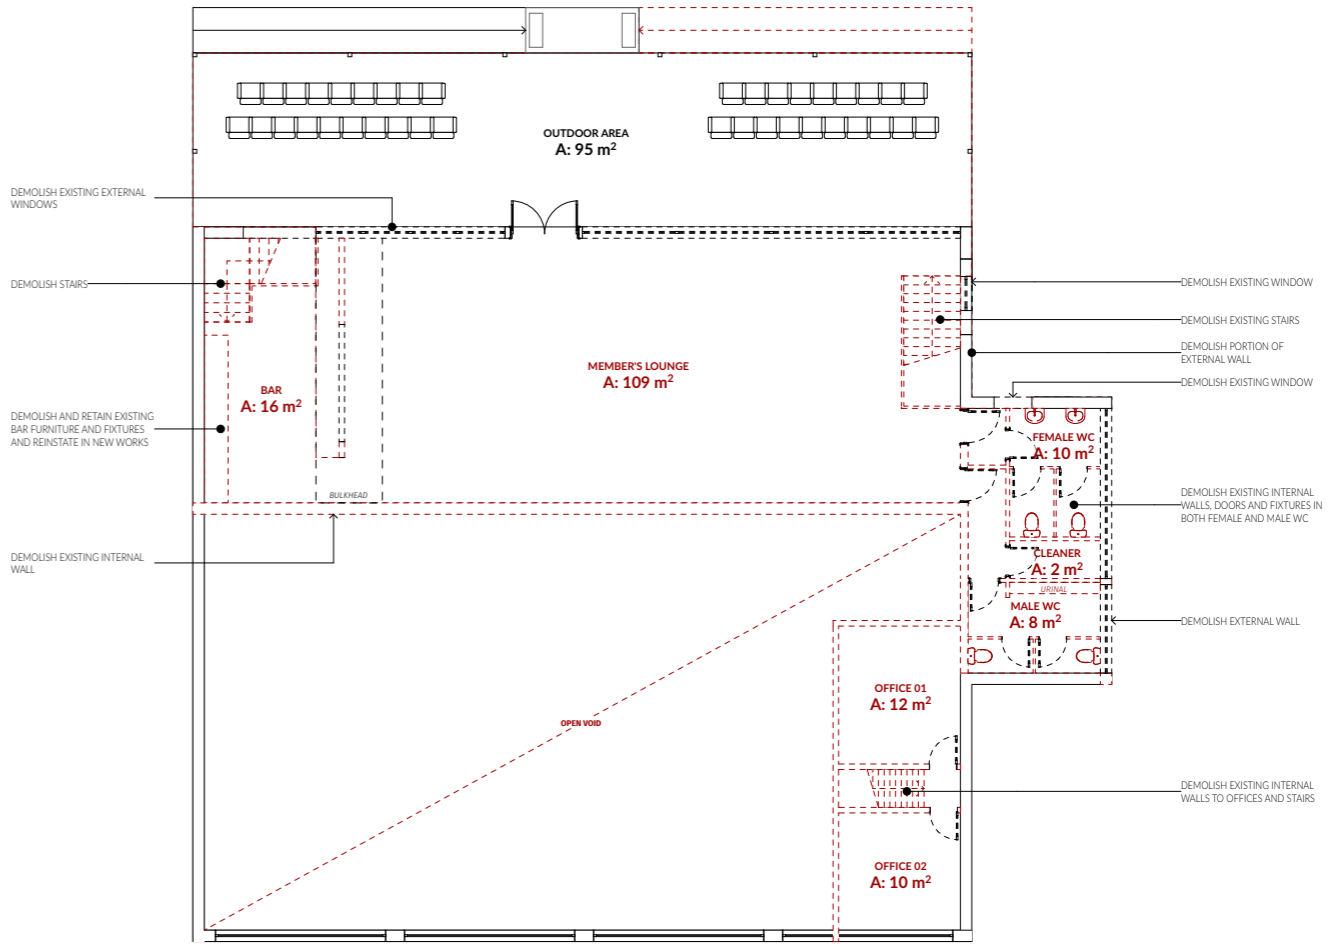 OUTDOOR AREA
A: 95 m²
DEMOLISH EXISTING EXTERNAL
WINDOWS
DEMOLISH STAIRS
DEMOLISH AND RETAIN EXISTING
BAR FURNITURE AND FIXTURES
AND REINSTATE IN NEW WORKS
DEMOLISH EXISTING INTERNAL
WALL
BAR
A: 16 m²
BULKHEAD
MEMBER'S LOUNGE
A: 109 m²
OPEN VOID
FEMALE WC
A: 10 m²
CLEANER
A: 2 m²
URINAL
MALE WC
A: 8 m²
OFFICE 01
A: 12 m²
OFFICE 02
A: 10 m²
DEMOLISH EXISTING WINDOW
DEMOLISH EXISTING STAIRS
DEMOLISH PORTION OF
EXTERNAL WALL
DEMOLISH EXISTING WINDOW
DEMOLISH EXISTING INTERNAL
WALLS, DOORS AND FIXTURES IN
BOTH FEMALE AND MALE WC
DEMOLISH EXTERNAL WALL
DEMOLISH EXISTING INTERNAL
WALLS TO OFFICES AND STAIRS